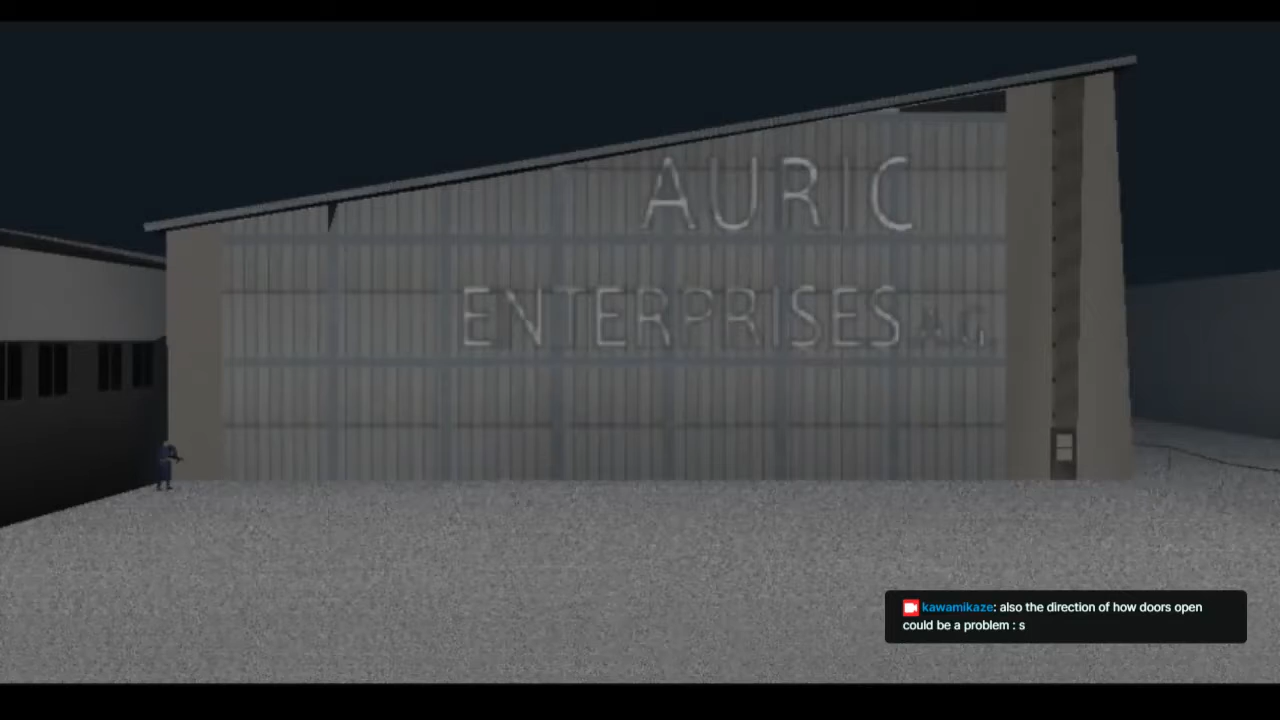 AURIC
ENTERPRISES A.G.
kawamikaze: also the direction of how doors open
could be a problem : s